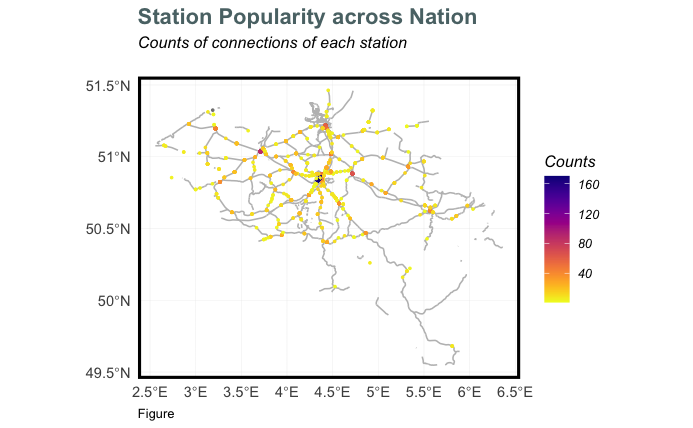 Station Popularity across Nation
Counts of connections of each station
51.5°N
51°N
50.5°N
50°N
49.5°N
2.5°E 3°E 3.5°E 4°E 4.5°E 5°E 5.5°E 6°E 6.5°E
Counts
160
120
80
40
Figure